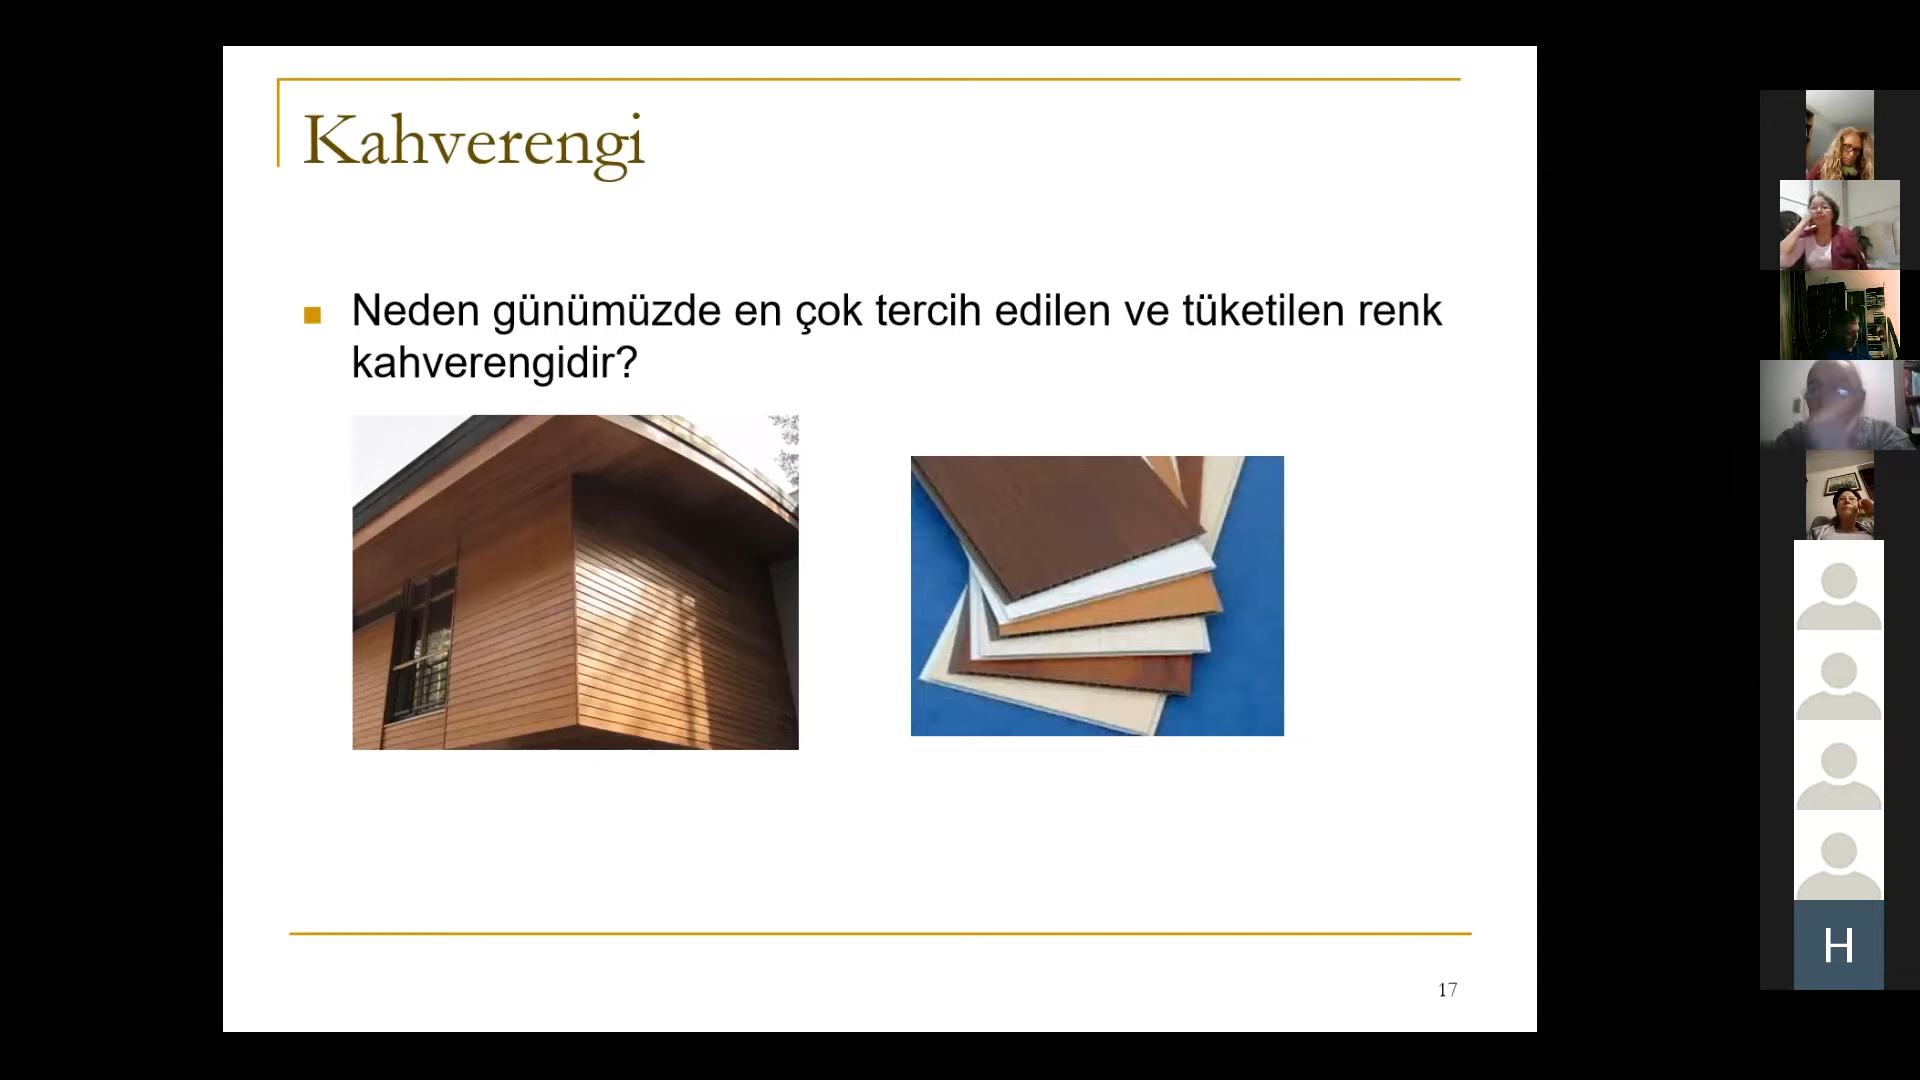 Kahverengi
Neden günümüzde en çok tercih edilen ve tüketilen renk
kahverengidir?
17
H